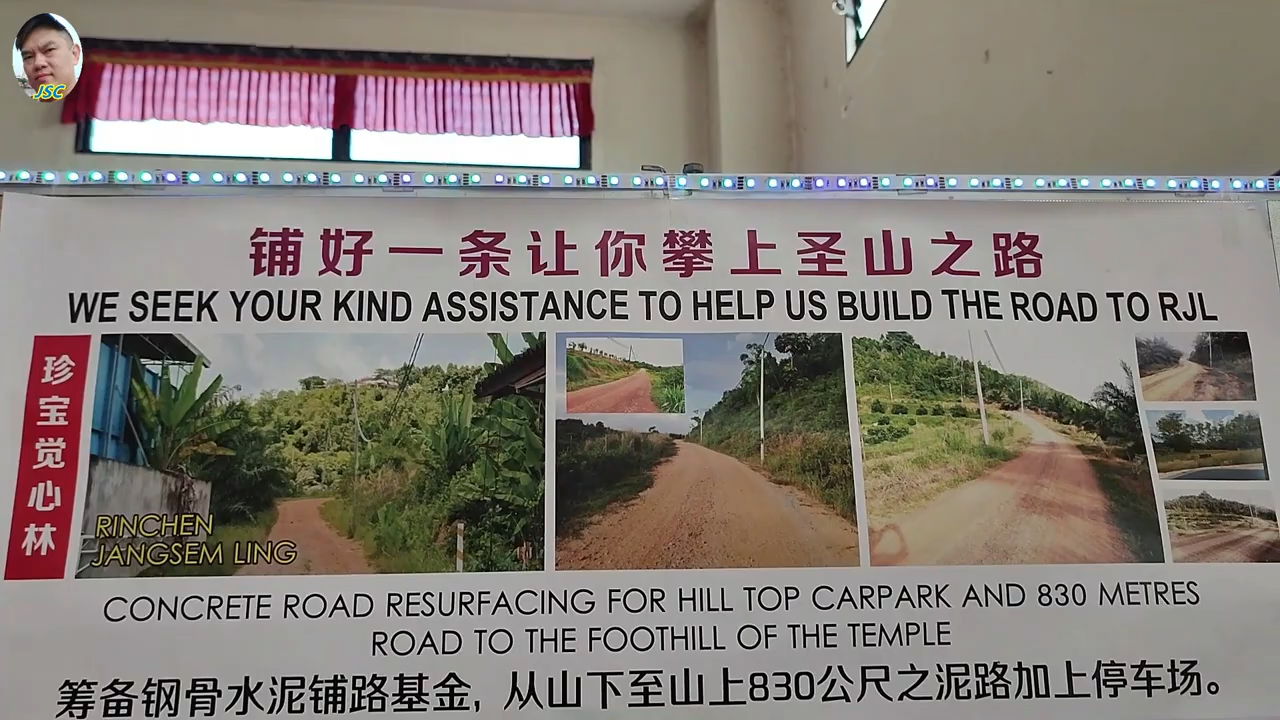 JSC
铺好一条让你攀上圣山之路
WE SEEK YOUR KIND ASSISTANCE TO HELP US BUILD THE ROAD TO RJL
珍宝觉心林
RINCHEN
JANGSEM LING
CONCRETE ROAD RESURFACING FOR HILL TOP CARPARK AND 830 METRES
ROAD TO THE FOOTHILL OF THE TEMPLE
筹备钢骨水泥铺路基金, 从山下至山上830公尺之泥路加上停车场。